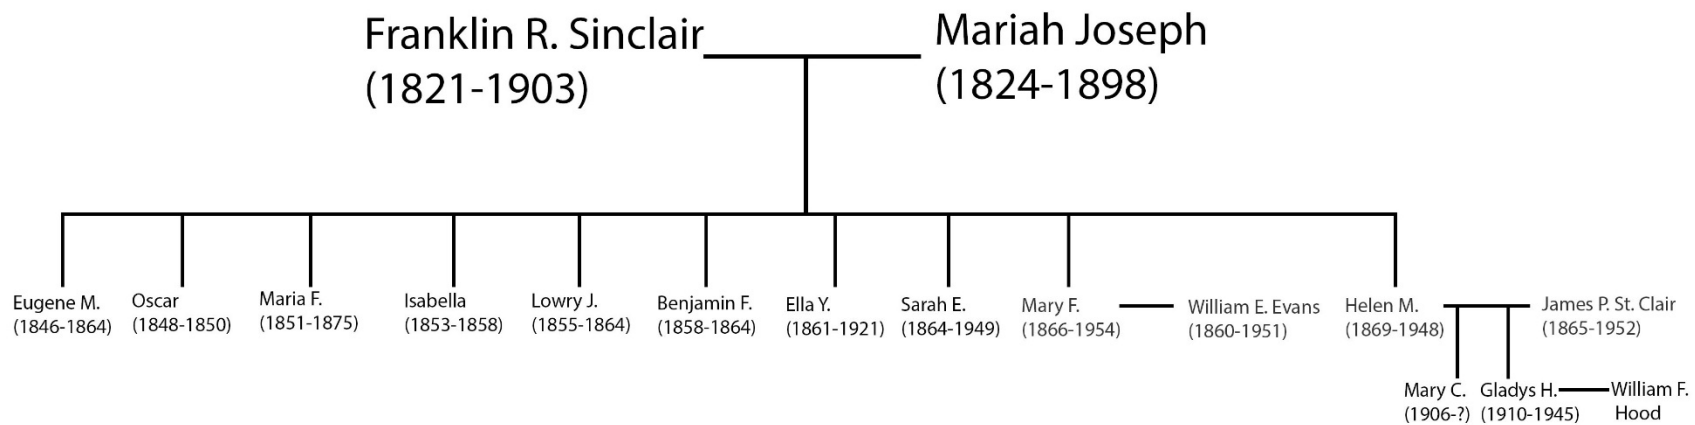 Franklin R. Sinclair
(1821-1903)
Mariah Joseph
(1824-1898)
Eugene M.
(1846-1864)
Oscar
(1848-1850)
Maria F.
(1851-1875)
Isabella
(1853-1858)
Lowry J.
(1855-1864)
Benjamin F.
(1858-1864)
Ella Y.
(1861-1921)
Sarah E.
(1864-1949)
Mary F.
(1866-1954)
William E. Evans
(1860-1951)
Helen M.
(1869-1948)
James P. St. Clair
(1865-1952)
Mary C.
(1906-?)
Gladys H.
(1910-1945)
William F.
Hood